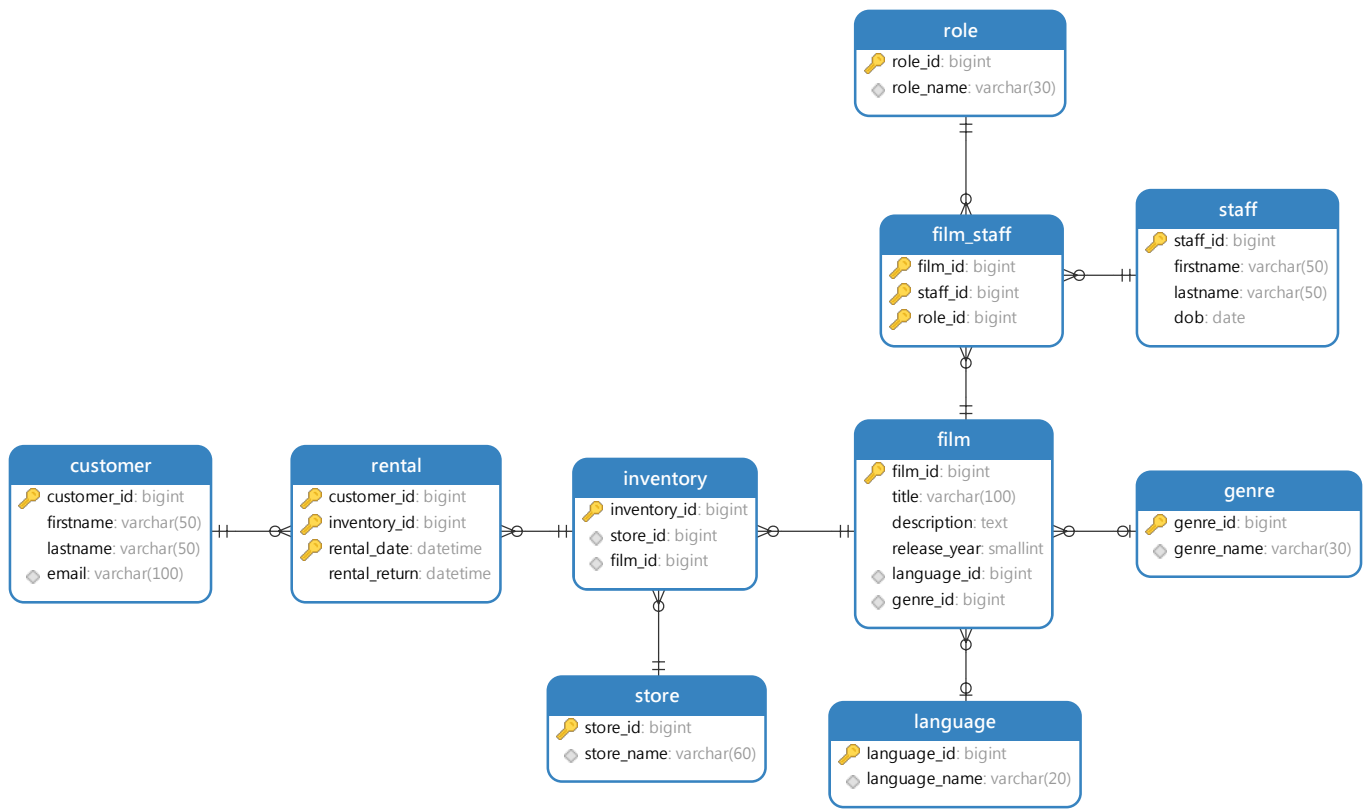 role
role_id: bigint
role_name: varchar(30)
staff
staff_id: bigint
firstname: varchar(50)
lastname: varchar(50)
dob: date
film_staff
film_id: bigint
staff_id: bigint
role_id: bigint
customer
customer_id: bigint
firstname: varchar(50)
lastname: varchar(50)
email: varchar(100)
rental
customer_id: bigint
inventory_id: bigint
rental_date: datetime
rental_return: datetime
inventory
inventory_id: bigint
store_id: bigint
film_id: bigint
film
film_id: bigint
title: varchar(100)
description: text
release_year: smallint
language_id: bigint
genre_id: bigint
genre
genre_id: bigint
genre_name: varchar(30)
store
store_id: bigint
store_name: varchar(60)
language
language_id: bigint
language_name: varchar(20)